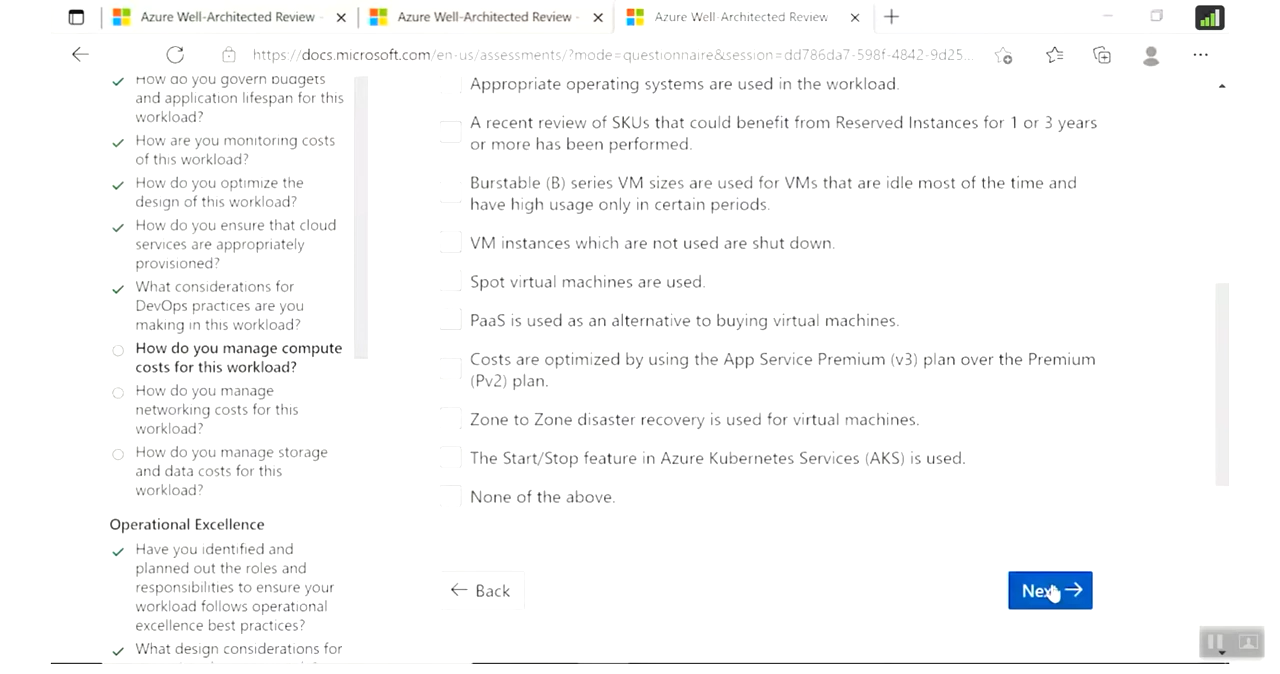 Azure Well-Architected Review - Azure Well-Architected Review - Azure Well-Architected Review
https://docs.microsoft.com/en-us/assessments/?mode=questionnaire&session=dd786da7-598f-4842-9d25...
How do you govern budgets
and application lifespan for this
workload?
How are you monitoring costs
of this workload?
How do you optimize the
design of this workload?
How do you ensure that cloud
services are appropriately
provisioned?
What considerations for
DevOps practices are you
making in this workload?
How do you manage compute
costs for this workload?
How do you manage
networking costs for this
workload?
How do you manage storage
and data costs for this
workload?
Operational Excellence
Have you identified and
planned out the roles and
responsibilities to ensure your
workload follows operational
excellence best practices?
What design considerations for
Appropriate operating systems are used in the workload.
A recent review of SKUs that could benefit from Reserved Instances for 1 or 3 years
or more has been performed.
Burstable (B) series VM sizes are used for VMs that are idle most of the time and
have high usage only in certain periods.
VM instances which are not used are shut down.
Spot virtual machines are used.
PaaS is used as an alternative to buying virtual machines.
Costs are optimized by using the App Service Premium (v3) plan over the Premium
(Pv2) plan.
Zone to Zone disaster recovery is used for virtual machines.
The Start/Stop feature in Azure Kubernetes Services (AKS) is used.
None of the above.
Back
Next